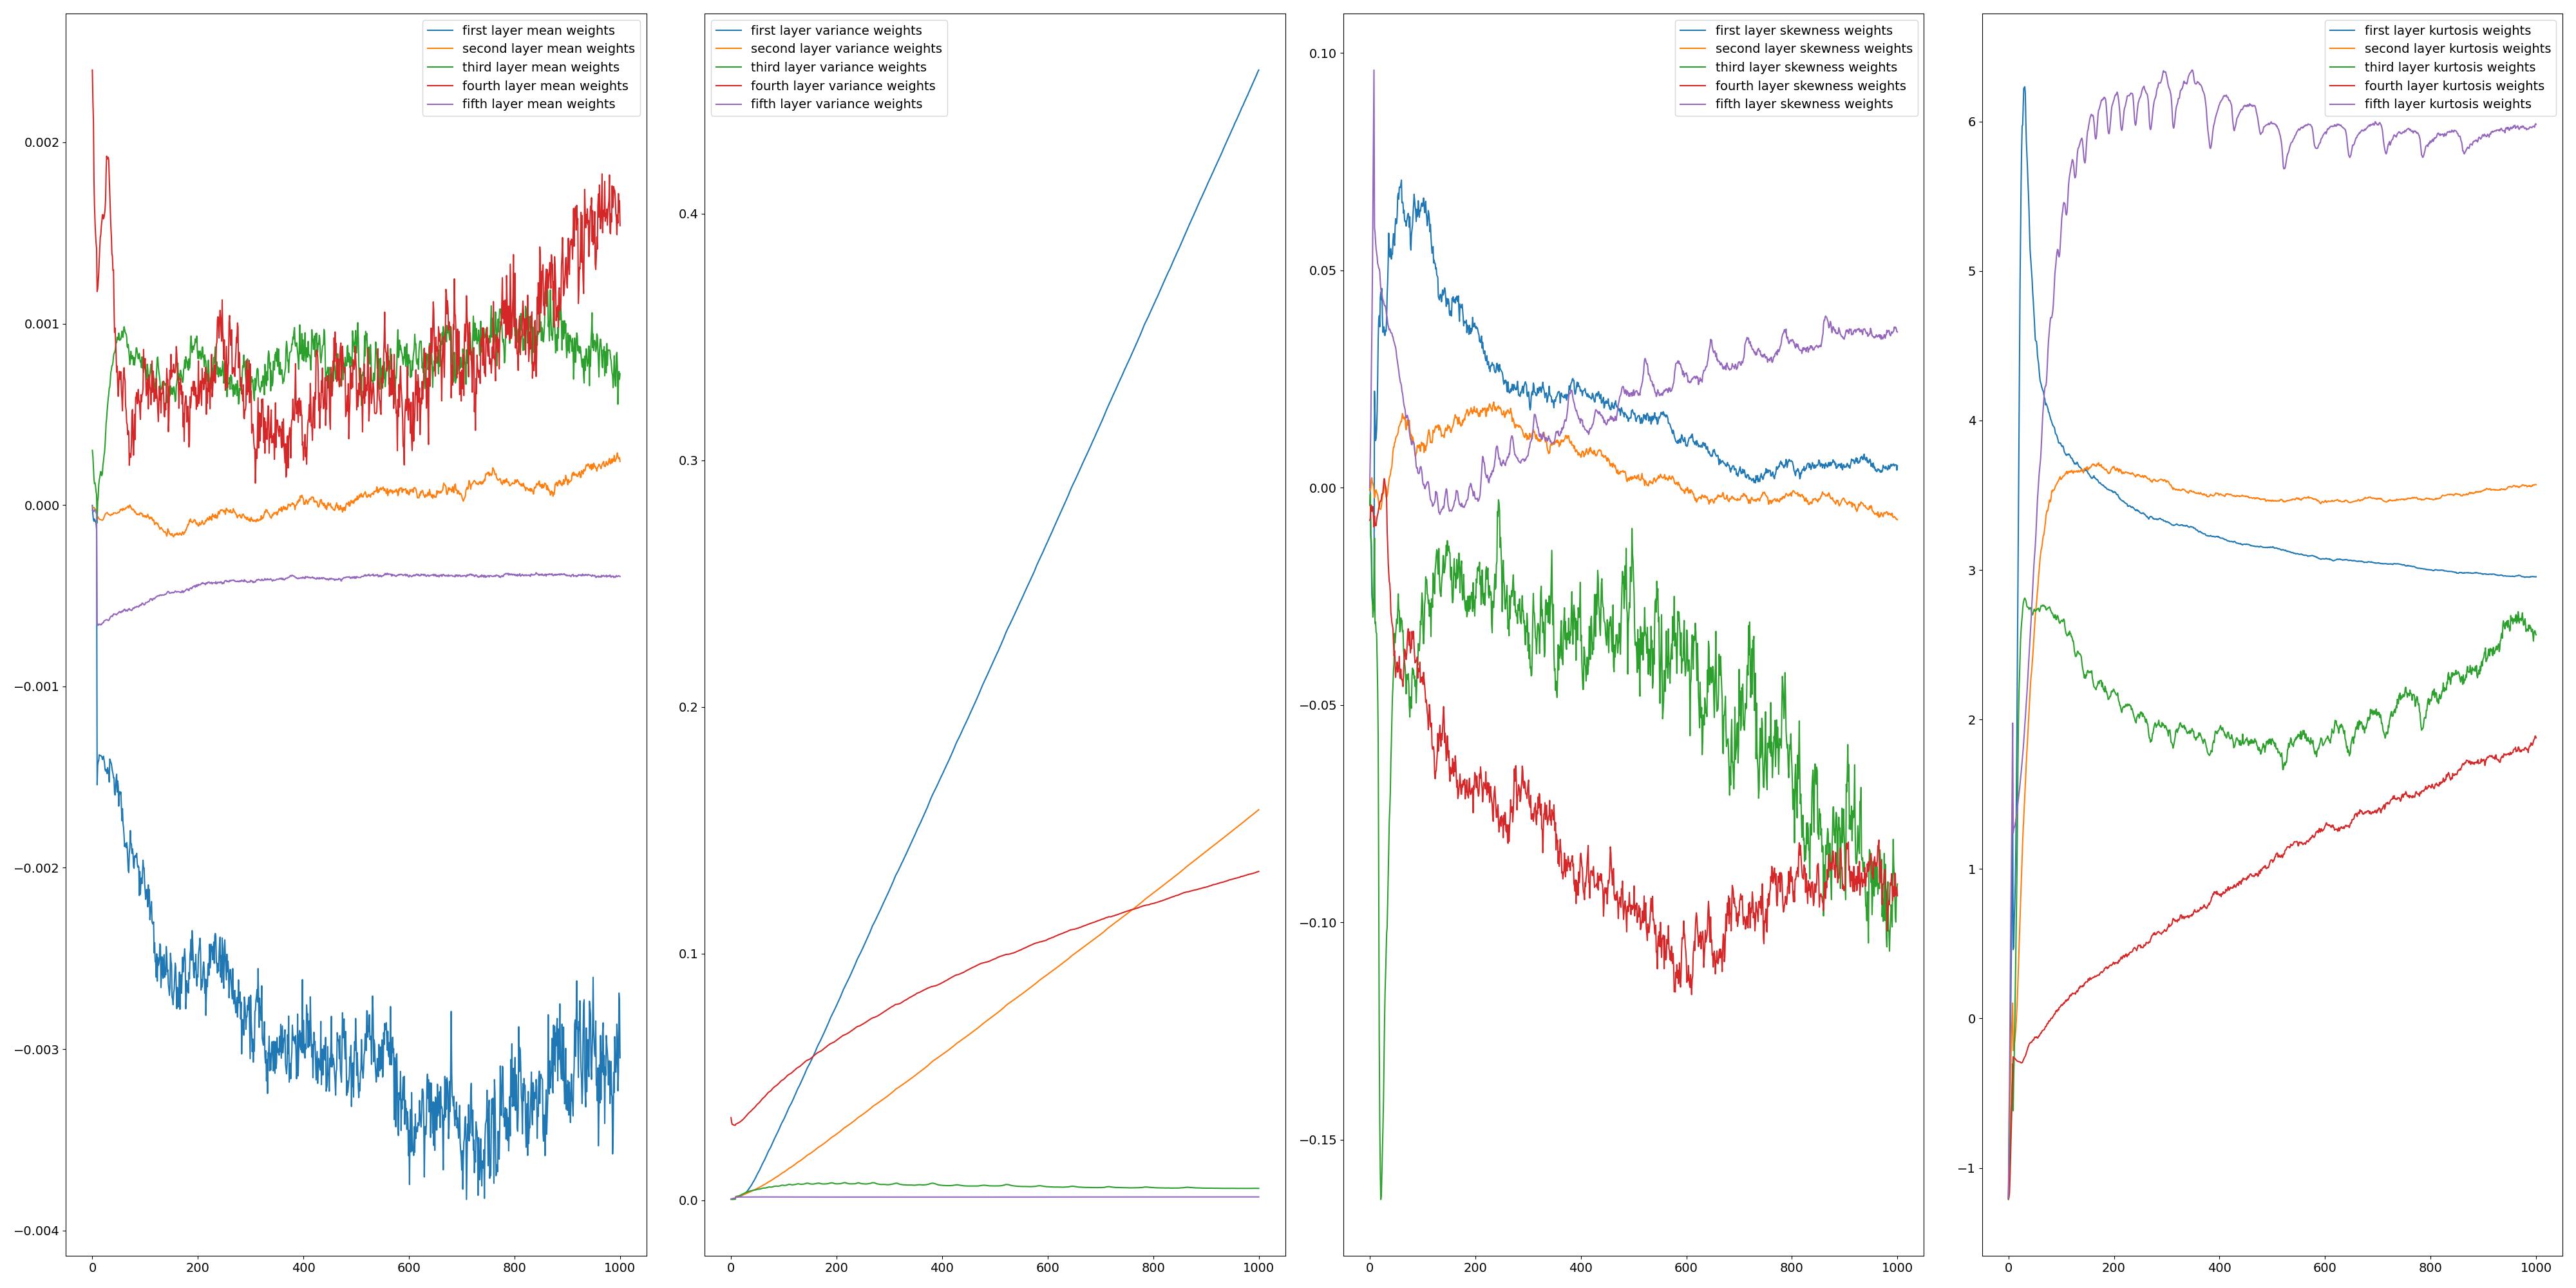 first layer mean weights
second layer mean weights
third layer mean weights
fourth layer mean weights
fifth layer mean weights
0.002
0.001
0.000
−0.001
−0.002
−0.003
−0.004
0 200 400 600 800 1000
first layer variance weights
second layer variance weights
third layer variance weights
fourth layer variance weights
fifth layer variance weights
0.4
0.3
0.2
0.1
0.0
0 200 400 600 800 1000
first layer skewness weights
second layer skewness weights
third layer skewness weights
fourth layer skewness weights
fifth layer skewness weights
0.10
0.05
0.00
−0.05
−0.10
−0.15
0 200 400 600 800 1000
first layer kurtosis weights
second layer kurtosis weights
third layer kurtosis weights
fourth layer kurtosis weights
fifth layer kurtosis weights
6
5
4
3
2
1
0
−1
0 200 400 600 800 1000